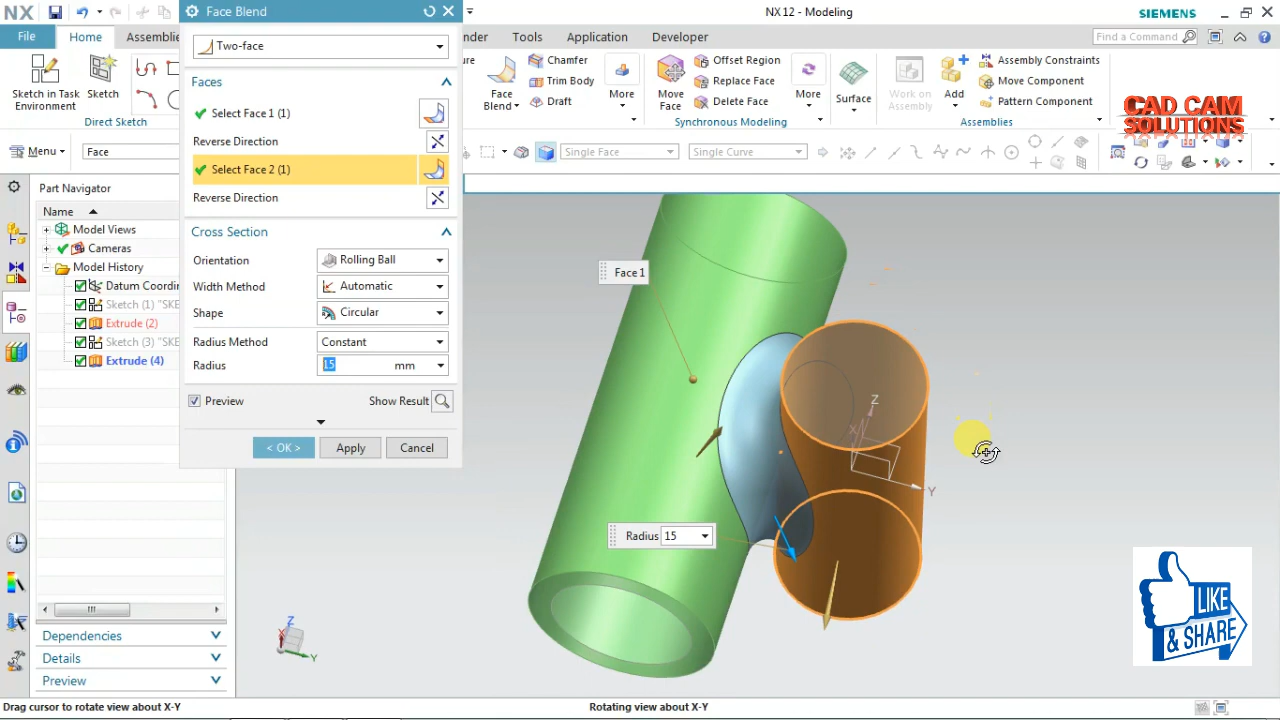 NX
Face Blend
NX 12 - Modeling
SIEMENS
File
Home
Assemblie
nder
Tools
Application
Developer
Find a Command
Two-face
Faces
Select Face 1 (1)
Reverse Direction
Select Face 2 (1)
Reverse Direction
Cross Section
Orientation
Rolling Ball
Width Method
Automatic
Shape
Circular
Radius Method
Constant
Radius
15
mm
Preview
Show Result
< OK >
Apply
Cancel
Sketch in Task
Environment
Sketch
Direct Sketch
Face
Blend
Chamfer
Trim Body
Draft
More
Move
Face
Offset Region
Replace Face
Delete Face
More
Synchronous Modeling
Surface
Work on
Assembly
Add
Assembly Constraints
Move Component
Pattern Component
Assemblies
CAD CAM
SOLUTIONS
Menu
Face
Single Face
Single Curve
Part Navigator
Name
Model Views
Cameras
Model History
Datum Coordin
Sketch (1) "SKE
Extrude (2)
Sketch (3) "SKE
Extrude (4)
Dependencies
Details
Preview
Face 1
Radius 15
Z
X
Y
Z
X
Y
LIKE
& SHARE
Drag cursor to rotate view about X-Y
Rotating view about X-Y